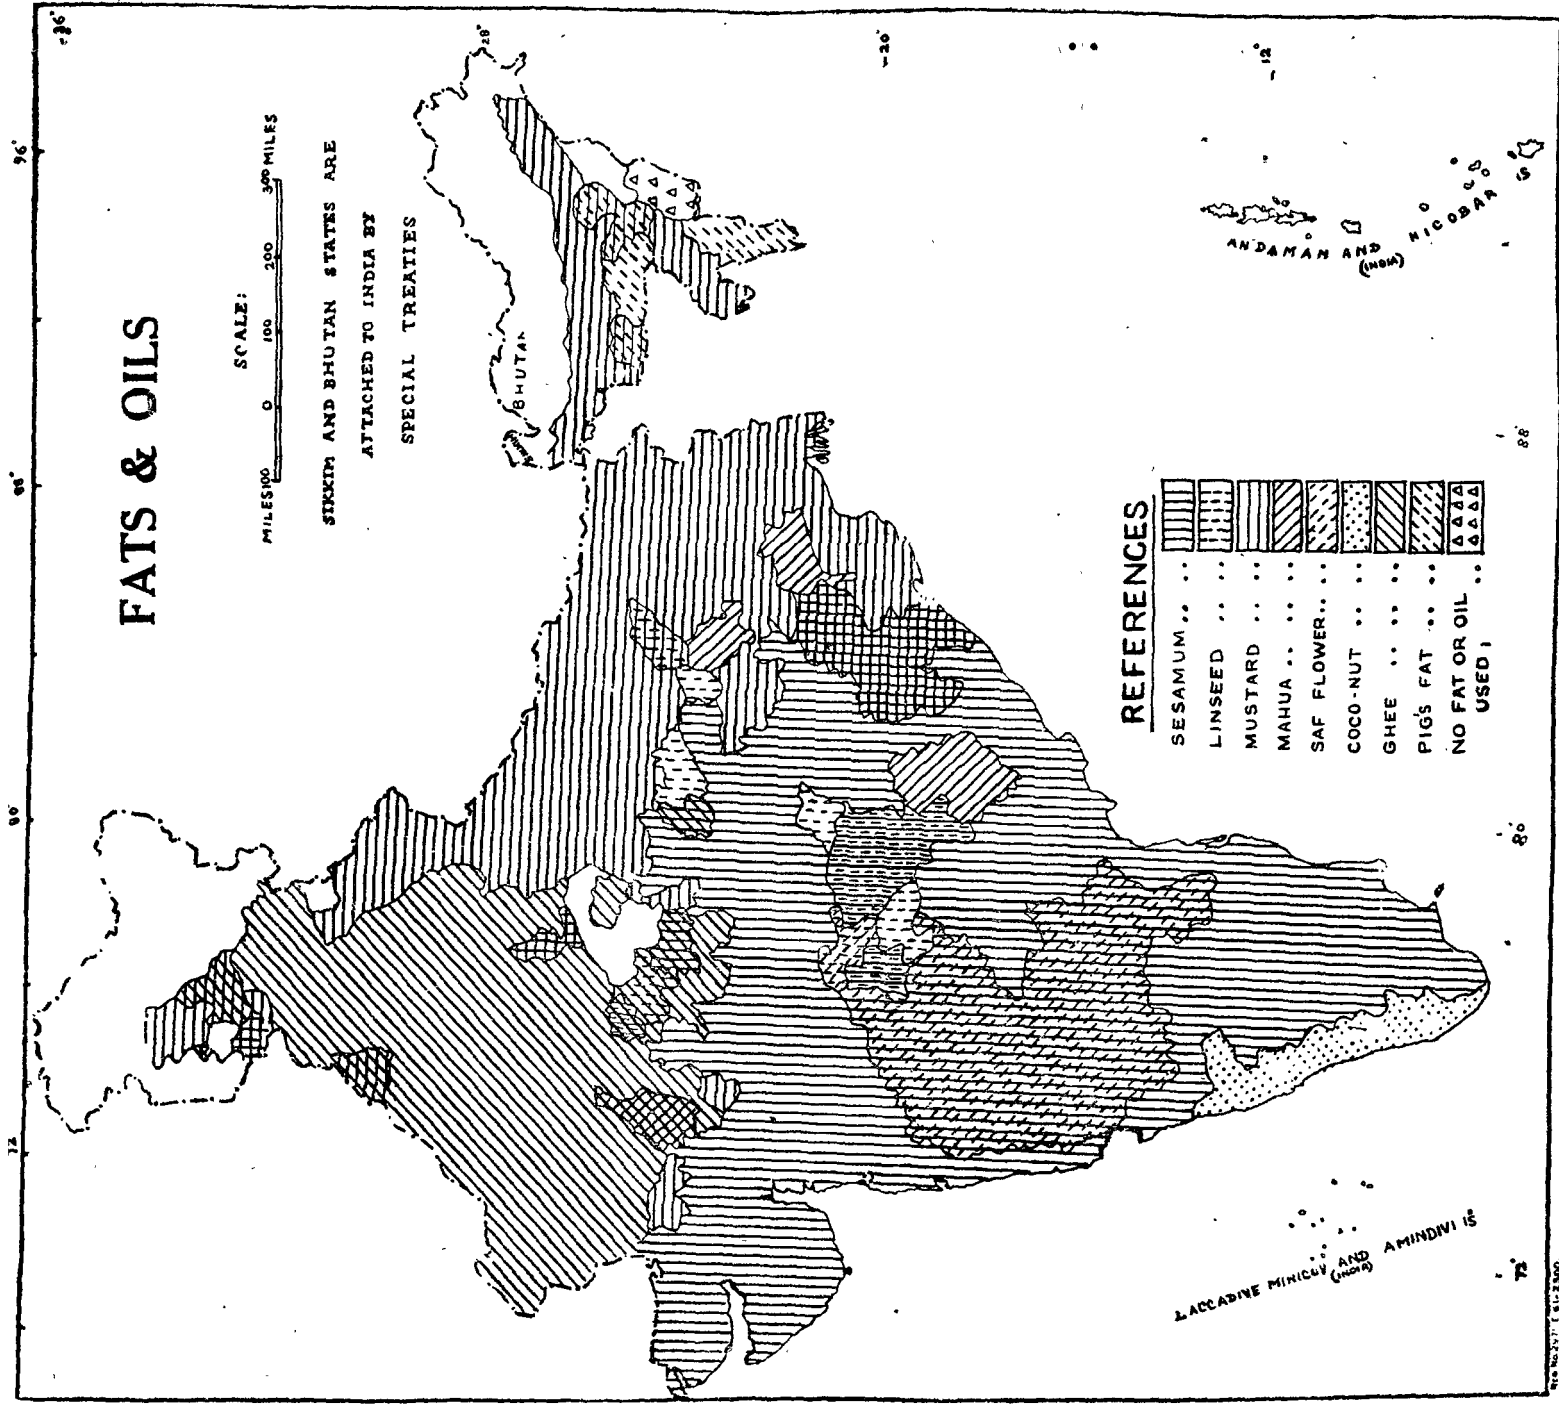 FATS & OILS
SCALE:
MILES 100 0 100 200 300 MILES
SIKKIM AND BHUTAN STATES ARE
ATTACHED TO INDIA BY
SPECIAL TREATIES
BHUTAN
REFERENCES
SESAMUM .. ..
LINSEED .. ..
MUSTARD .. ..
MAHUA .. .. ..
SAF FLOWER .. ..
COCO-NUT .. ..
GHEE .. .. ..
PIG'S FAT .. ..
NO FAT OR OIL
USED ..
ANDAMAN AND NICOBAR IS
(INDIA)
LACCADIVE MINICOY AND AMINDIVI IS
(INDIA)
72°
80
88°
96°
36°
28°
20°
12°
72°
80°
88°